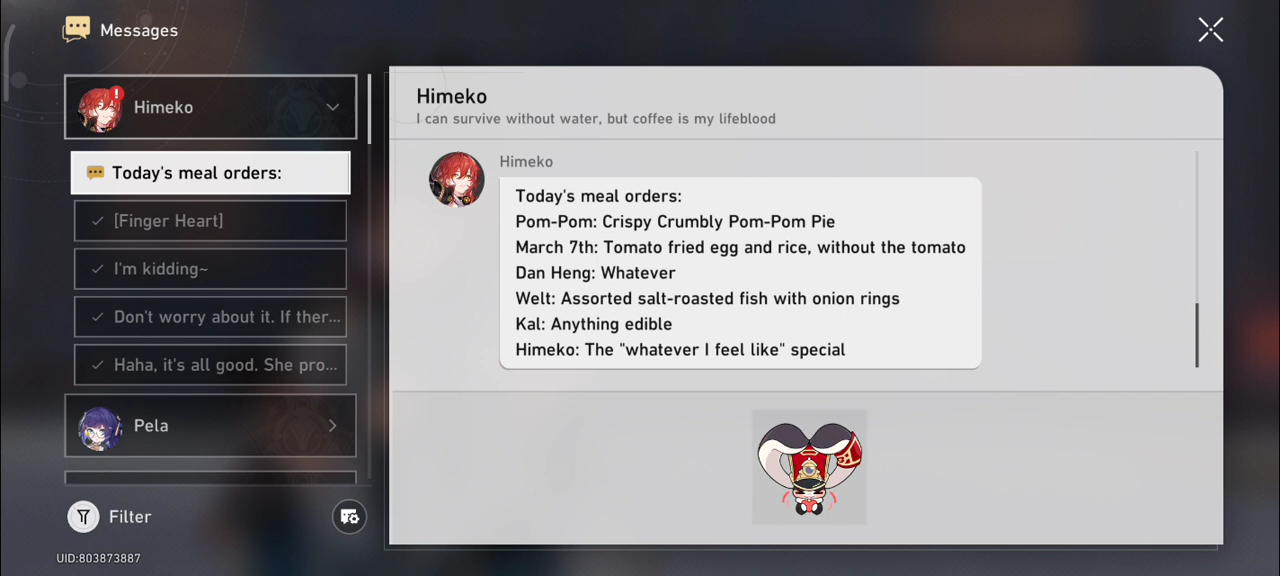 Messages
Himeko
Today's meal orders:
[Finger Heart]
I'm kidding~
Don't worry about it. If ther...
Haha, it's all good. She pro...
Pela
Filter
UID:803873887
Himeko
I can survive without water, but coffee is my lifeblood
Himeko
Today's meal orders:
Pom-Pom: Crispy Crumbly Pom-Pom Pie
March 7th: Tomato fried egg and rice, without the tomato
Dan Heng: Whatever
Welt: Assorted salt-roasted fish with onion rings
Kal: Anything edible
Himeko: The "whatever I feel like" special